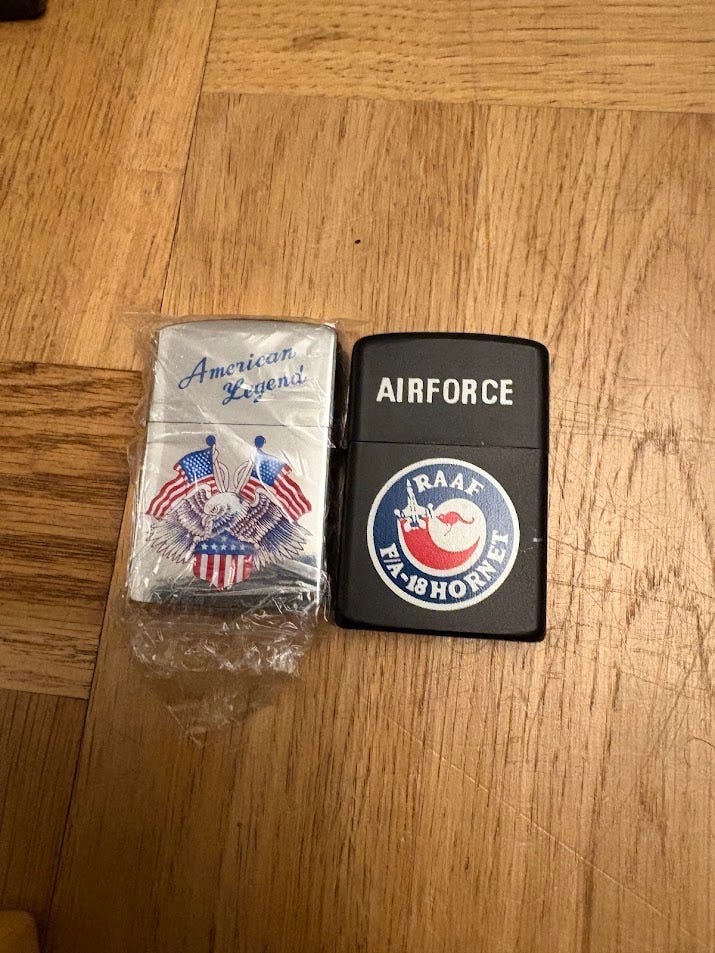 American
Legend
AIRFORCE
RAAF
F/A-18 HORNET